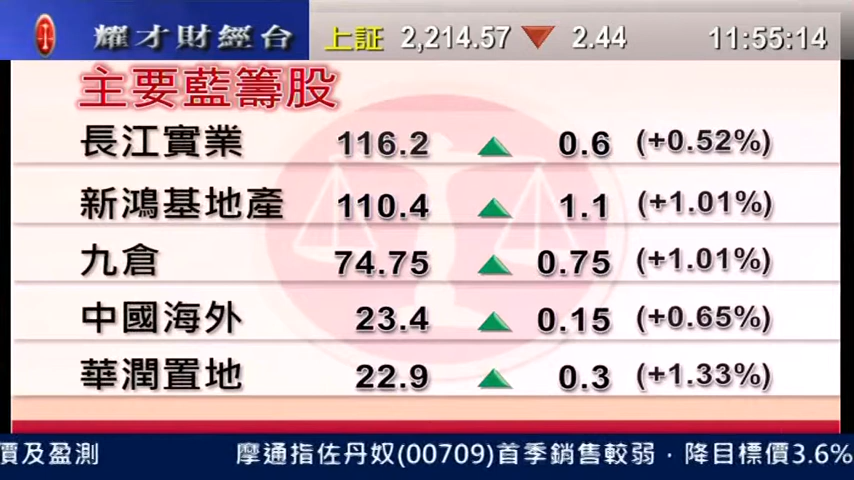 耀才財經台 上証 2,214.57 2.44 11:55:14
主要藍籌股
長江實業 116.2 0.6 (+0.52%)
新鴻基地產 110.4 1.1 (+1.01%)
九倉 74.75 0.75 (+1.01%)
中國海外 23.4 0.15 (+0.65%)
華潤置地 22.9 0.3 (+1.33%)
價及盈測 摩通指佐丹奴(00709)首季銷售較弱，降目標價3.6%